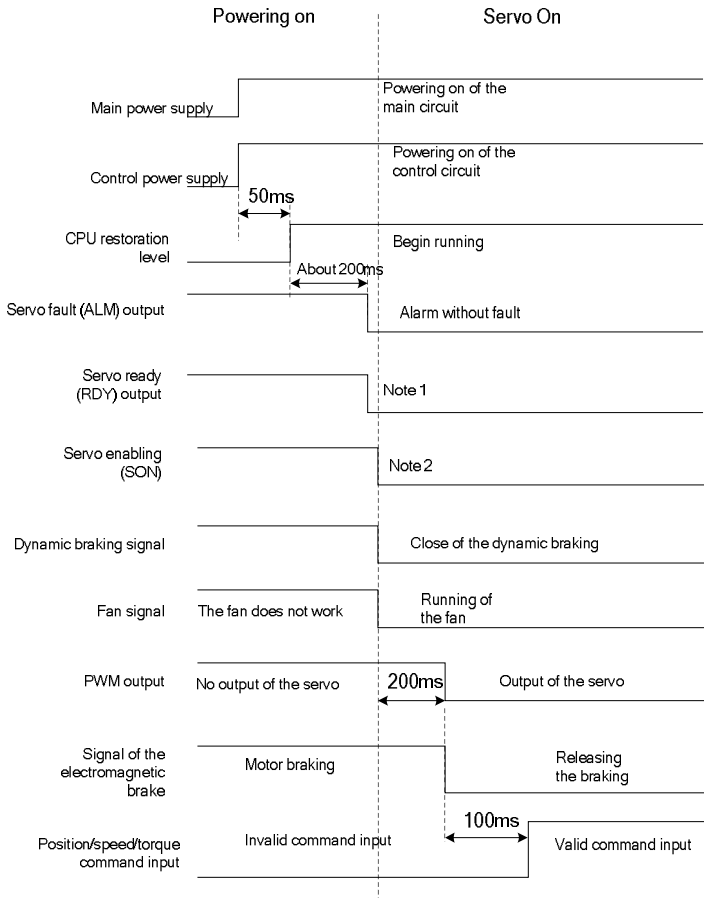 Powering on
Servo On
Main power supply
Powering on of the
main circuit
Control power supply
Powering on of the
control circuit
50ms
CPU restoration
level
Begin running
About 200ms
Servo fault (ALM) output
Alarm without fault
Servo ready
(RDY) output
Note 1
Servo enabling
(SON)
Note 2
Dynamic braking signal
Close of the dynamic braking
Fan signal
The fan does not work
Running of
the fan
PWM output
No output of the servo
200ms
Output of the servo
Signal of the
electromagnetic
brake
Motor braking
Releasing
the braking
100ms
Position/speed/torque
command input
Invalid command input
Valid command input